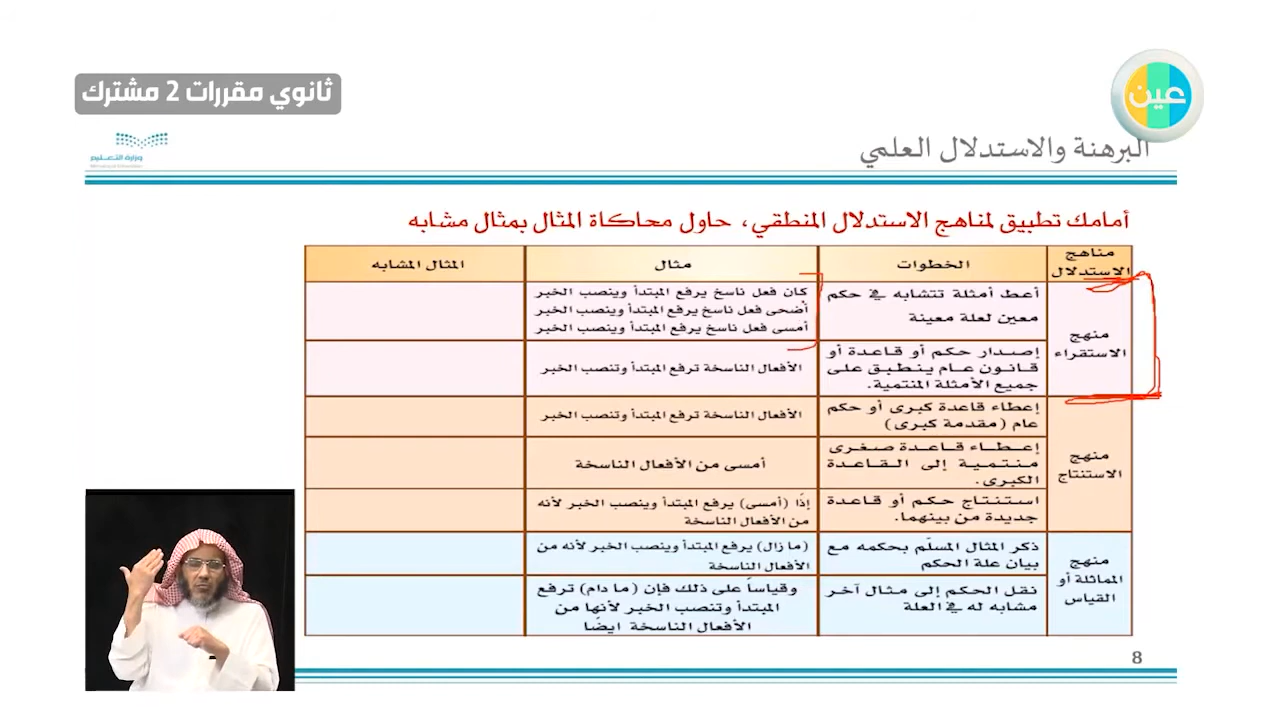 ثانوي مقررات 2 مشترك
عين
وزارة التعليم
البرهنة والاستدلال العلمي
أمامك تطبيق لمناهج الاستدلال المنطقي، حاول محاكاة المثال بمثال مشابه
مناهج
الاستدلال
الخطوات
مثال
المثال المشابه
منهج
الاستقراء
أعط أمثلة تتشابه في حكم
معين لعلة معينة
كان فعل ناسخ يرفع المبتدأ وينصب الخبر
أضحى فعل ناسخ يرفع المبتدأ وينصب الخبر
أمسى فعل ناسخ يرفع المبتدأ وينصب الخبر
إصدار حكم أو قاعدة أو
قانون عام ينطبق على
جميع الأمثلة المنتمية.
الأفعال الناسخة ترفع المبتدأ وتنصب الخبر
منهج
الاستنتاج
إعطاء قاعدة كبرى أو حكم
عام (مقدمة كبرى)
الأفعال الناسخة ترفع المبتدأ وتنصب الخبر
إعطاء قاعدة صغرى
منتمية إلى القاعدة
الكبرى.
أمسى من الأفعال الناسخة
استنتاج حكم أو قاعدة
جديدة من بينهما.
إذًا (أمسى) يرفع المبتدأ وينصب الخبر لأنه
من الأفعال الناسخة
منهج
المماثلة أو
القياس
ذكر المثال المسلّم بحكمه مع
بيان علة الحكم
(ما زال) يرفع المبتدأ وينصب الخبر لأنه من
الأفعال الناسخة
نقل الحكم إلى مثال آخر
مشابه له في العلة
وقياساً على ذلك فإن (ما دام) ترفع
المبتدأ وتنصب الخبر لأنها من
الأفعال الناسخة ايضًا
8